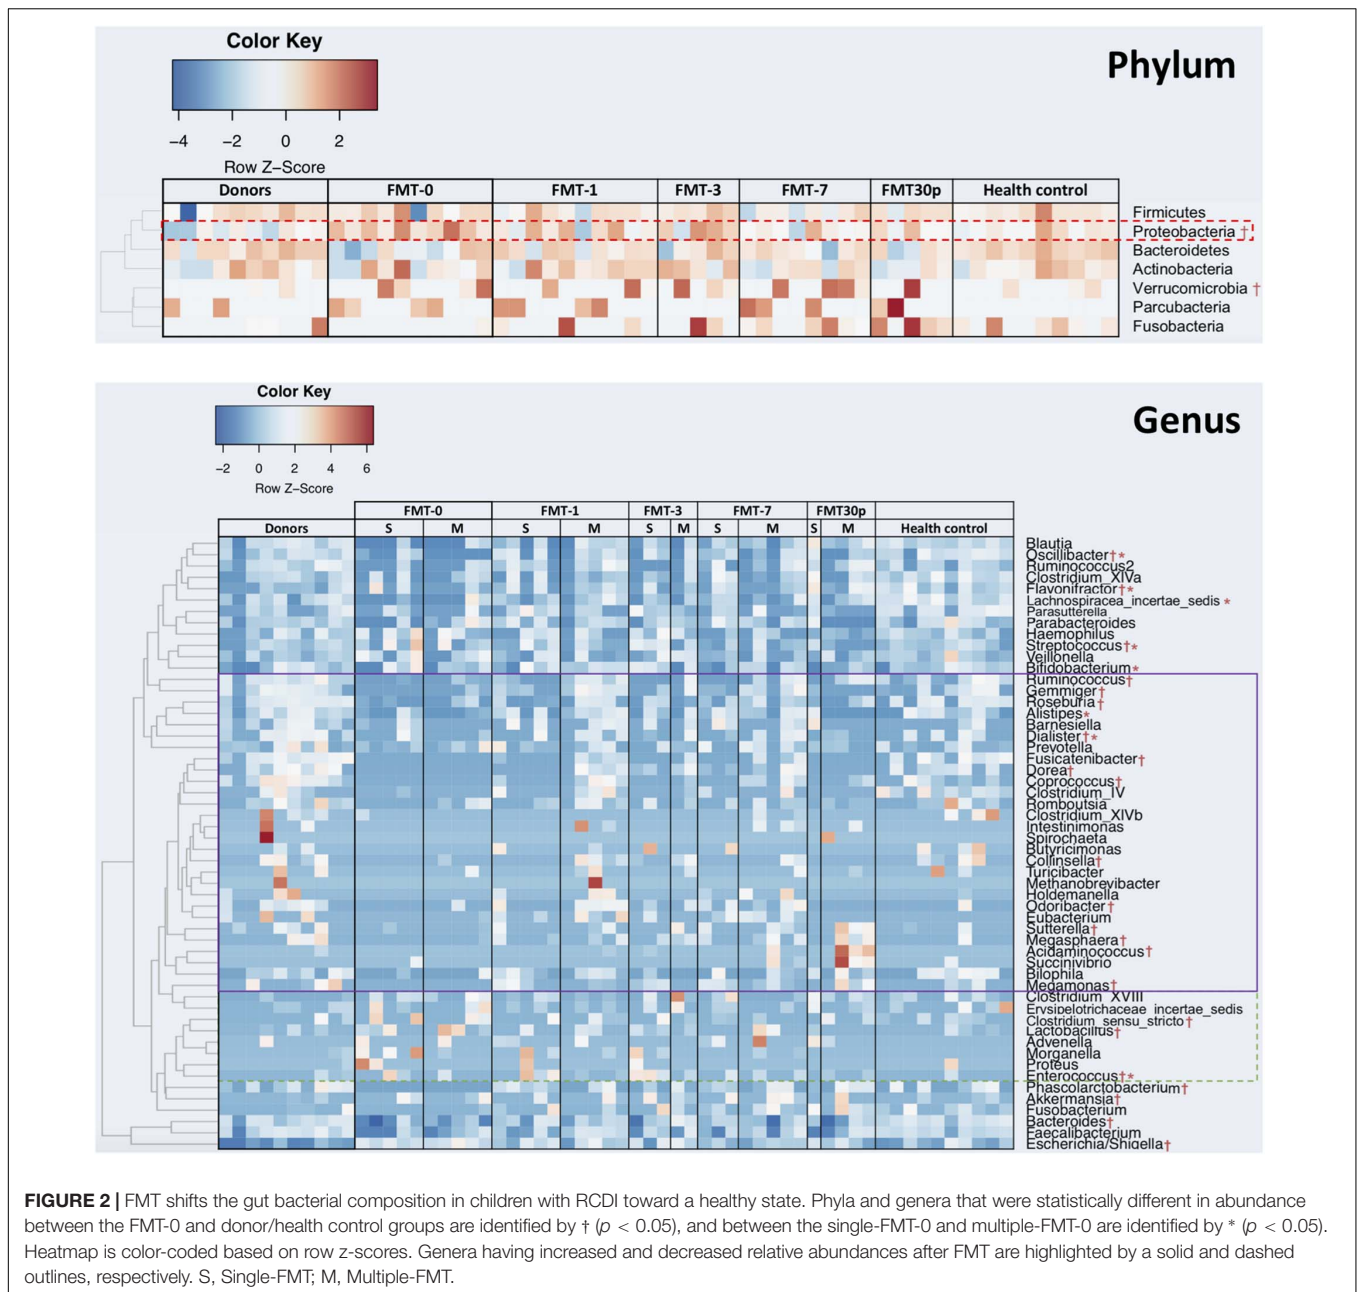 Color Key
Phylum
−4 −2 0 2
Row Z−Score
Donors FMT-0 FMT-1 FMT-3 FMT-7 FMT30p Health control
Firmicutes
Proteobacteria †
Bacteroidetes
Actinobacteria
Verrucomicrobia †
Parcubacteria
Fusobacteria
Color Key
Genus
−2 0 2 4 6
Row Z−Score
FMT-0 FMT-1 FMT-3 FMT-7 FMT30p
Donors S M S M S M S M S M Health control
Blautia
Oscillibacter†*
Ruminococcus2
Clostridium_XIVa
Flavonifractor†*
Lachnospiracea_incertae_sedis *
Parasutterella
Parabacteroides
Haemophilus
Streptococcus†*
Veillonella
Bifidobacterium*
Ruminococcus†
Gemmiger†
Roseburia†
Alistipes*
Barnesiella
Dialister†*
Prevotella
Fusicatenibacter†
Dorea†
Coprococcus†
Clostridium_IV
Romboutsia
Clostridium_XIVb
Intestinimonas
Spirochaeta
Butyricimonas
Collinsella†
Turicibacter
Methanobrevibacter
Holdemanella
Odoribacter†
Eubacterium
Sutterella†
Megasphaera†
Acidaminococcus†
Succinivibrio
Bilophila
Megamonas†
Clostridium_XVIII
Erysipelotrichaceae_incertae_sedis
Clostridium_sensu_stricto†
Lactobacillus†
Advenella
Morganella
Proteus
Enterococcus†*
Phascolarctobacterium†
Akkermansia†
Fusobacterium
Bacteroides†
Faecalibacterium
Escherichia/Shigella†
FIGURE 2 | FMT shifts the gut bacterial composition in children with RCDI toward a healthy state. Phyla and genera that were statistically different in abundance
between the FMT-0 and donor/health control groups are identified by † (p < 0.05), and between the single-FMT-0 and multiple-FMT-0 are identified by * (p < 0.05).
Heatmap is color-coded based on row z-scores. Genera having increased and decreased relative abundances after FMT are highlighted by a solid and dashed
outlines, respectively. S, Single-FMT; M, Multiple-FMT.